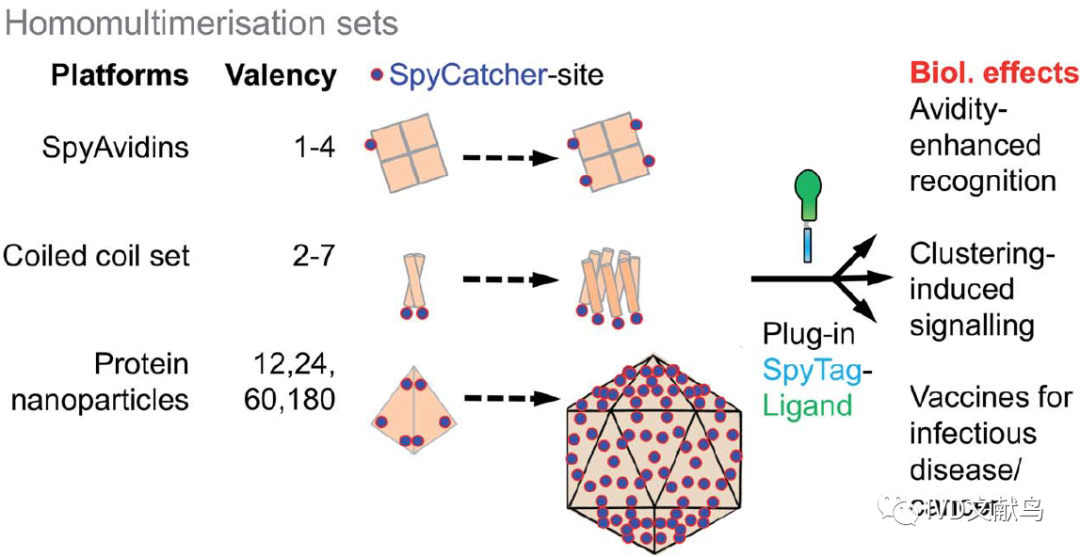 Homomultimerisation sets
Platforms Valency SpyCatcher-site
SpyAvidins 1-4
Coiled coil set 2-7
Protein nanoparticles 12,24, 60,180
Plug-in
SpyTag-
Ligand
Biol. effects
Avidity-
enhanced
recognition
Clustering-
induced
signalling
Vaccines for
infectious
disease/
cancer
IVD文献鸟